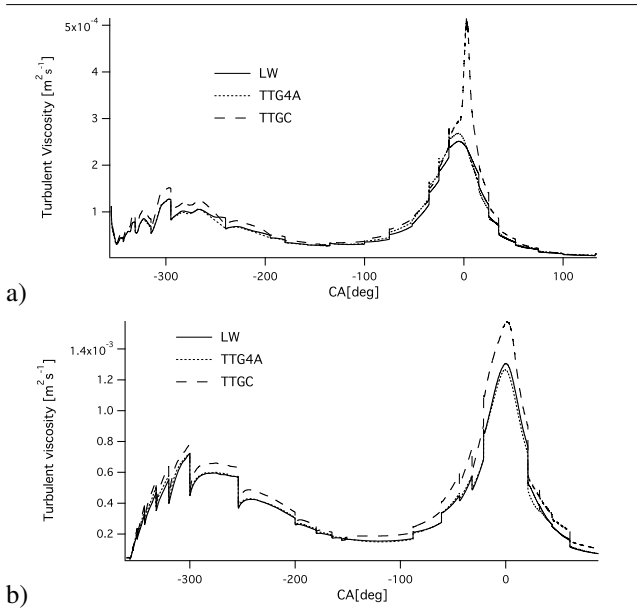 5x10⁻⁴
4
3
2
1
Turbulent Viscosity [m²s⁻¹]
LW
TTG4A
TTGC
-300
-200
-100
0
100
CA[deg]
a)
1.4x10⁻³
1.2
1.0
0.8
0.6
0.4
0.2
Turbulent viscosity [m²s⁻¹]
LW
TTG4A
TTGC
-300
-200
-100
0
CA[deg]
b)